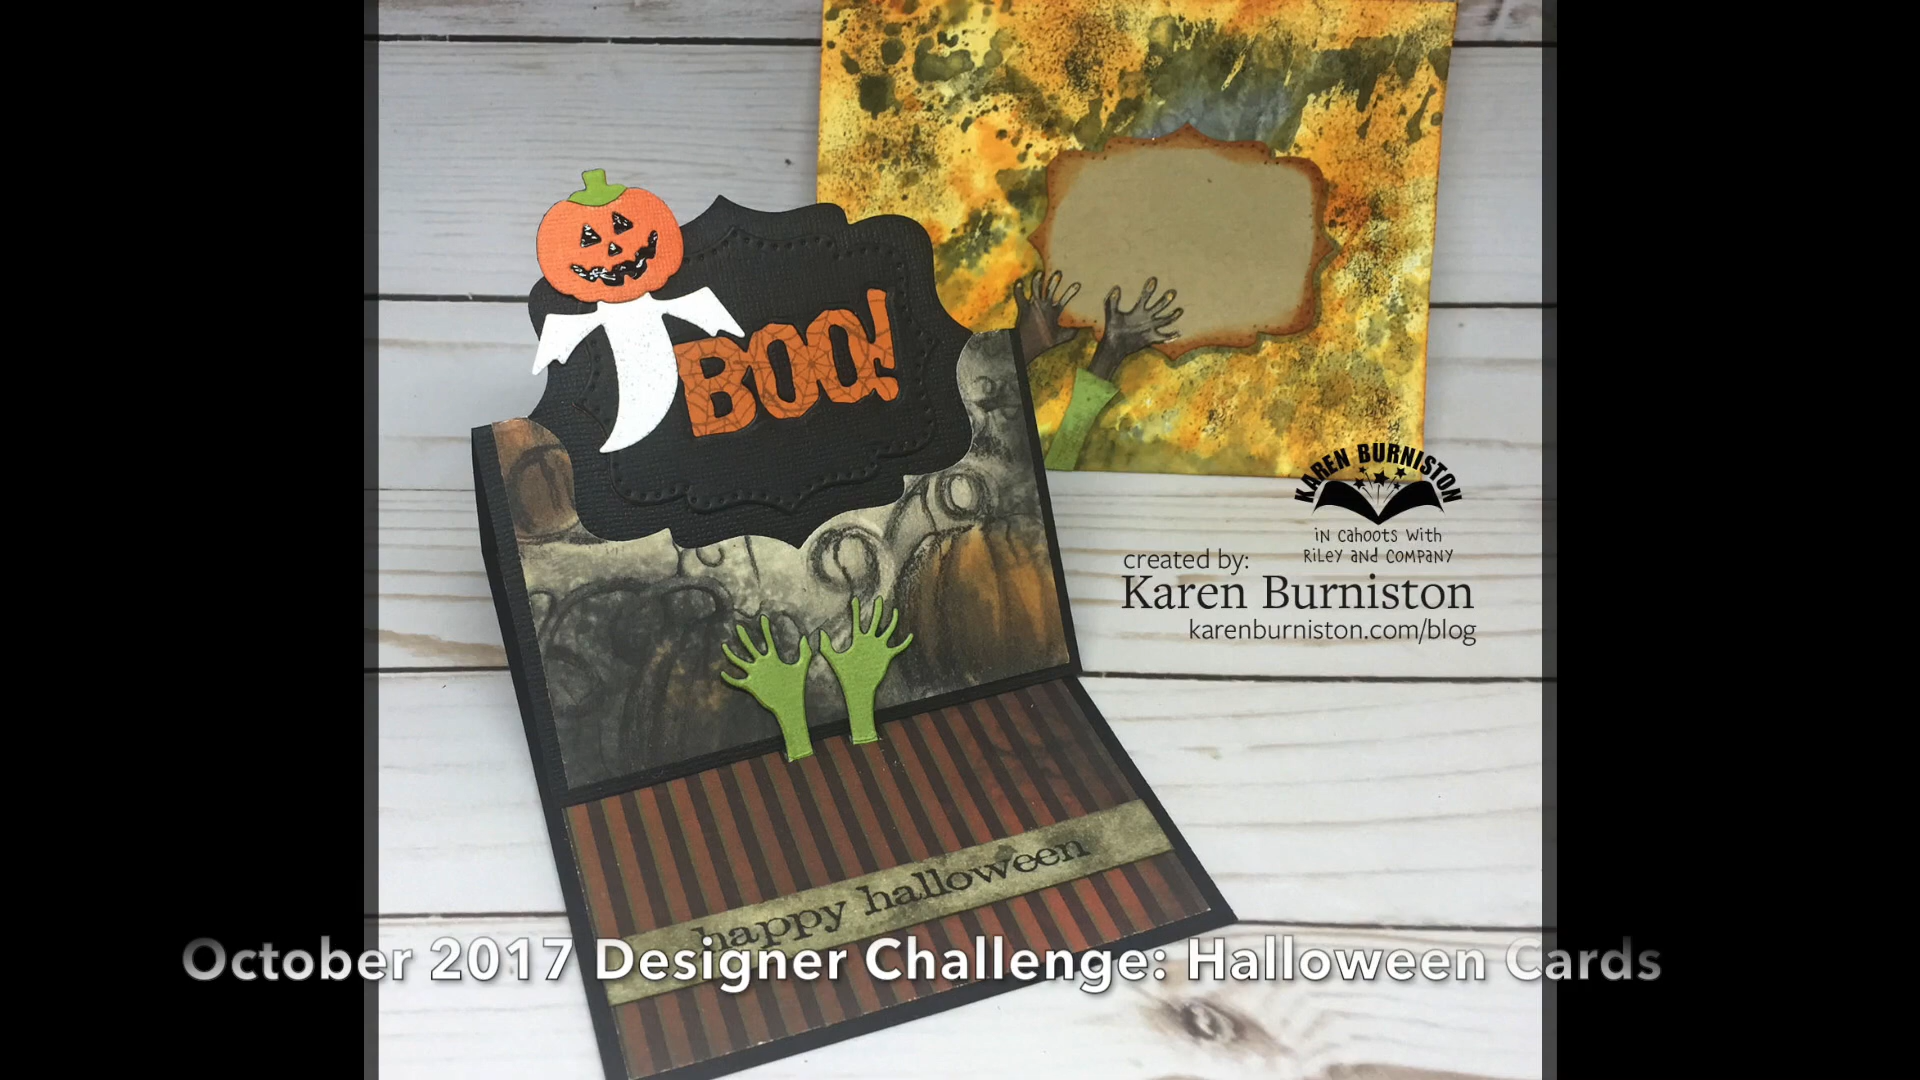 BOO!
KAREN BURNISTON
in cahoots with
Riley and Company
created by:
Karen Burniston
karenburniston.com/blog
happy halloween
October 2017 Designer Challenge: Halloween Cards